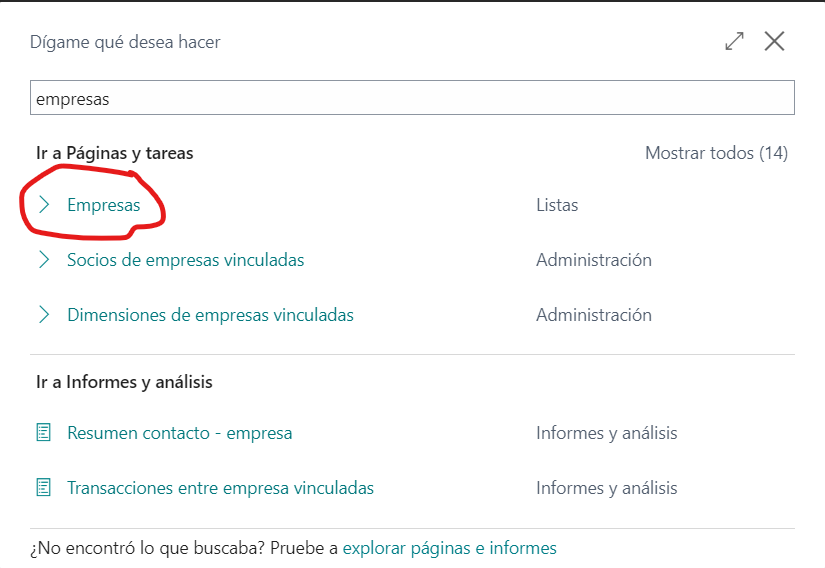 Dígame qué desea hacer
empresas
Ir a Páginas y tareas Mostrar todos (14)
Empresas Listas
Socios de empresas vinculadas Administración
Dimensiones de empresas vinculadas Administración
Ir a Informes y análisis
Resumen contacto - empresa Informes y análisis
Transacciones entre empresa vinculadas Informes y análisis
¿No encontró lo que buscaba? Pruebe a explorar páginas e informes